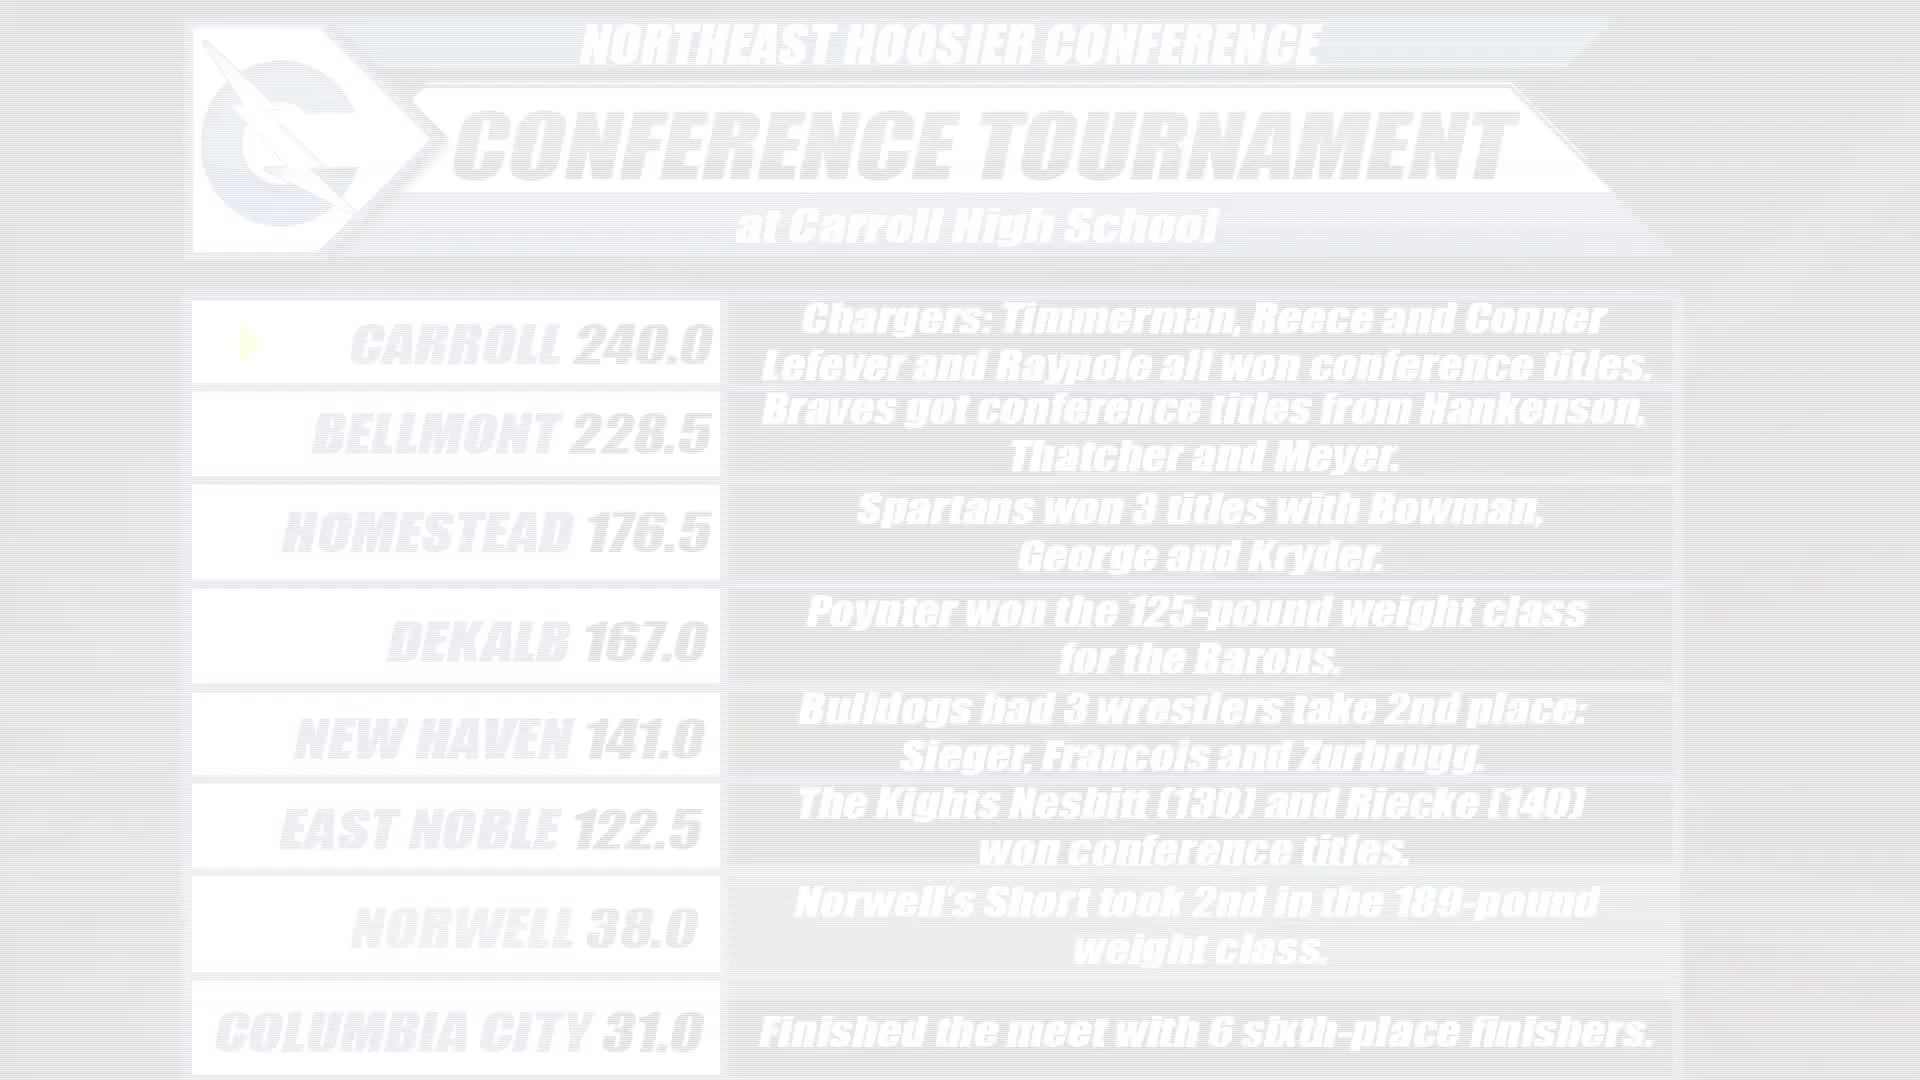 NORTHEAST HOOSIER CONFERENCE
CONFERENCE TOURNAMENT
at Carroll High School
CARROLL 240.0
Chargers: Timmerman, Reece and Conner
Lefever and Raypole all won conference titles.
BELLMONT 228.5
Braves got conference titles from Hankenson,
Thatcher and Meyer.
HOMESTEAD 176.5
Spartans won 3 titles with Bowman,
George and Kryder.
DEKALB 167.0
Poynter won the 125-pound weight class
for the Barons.
NEW HAVEN 141.0
Bulldogs had 3 wrestlers take 2nd place:
Sieger, Francois and Zurbrugg.
EAST NOBLE 122.5
The Kights Nesbitt (130) and Riecke (140)
won conference titles.
NORWELL 38.0
Norwell's Short took 2nd in the 189-pound
weight class.
COLUMBIA CITY 31.0
Finished the meet with 6 sixth-place finishers.